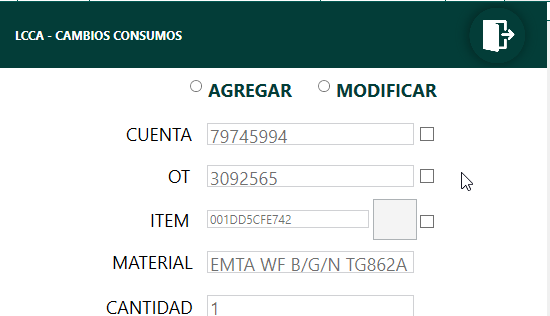 LCCA - CAMBIOS CONSUMOS
AGREGAR MODIFICAR
CUENTA 79745994
OT 3092565
ITEM 001DD5CFE742
MATERIAL EMTA WF B/G/N TG862A
CANTIDAD 1